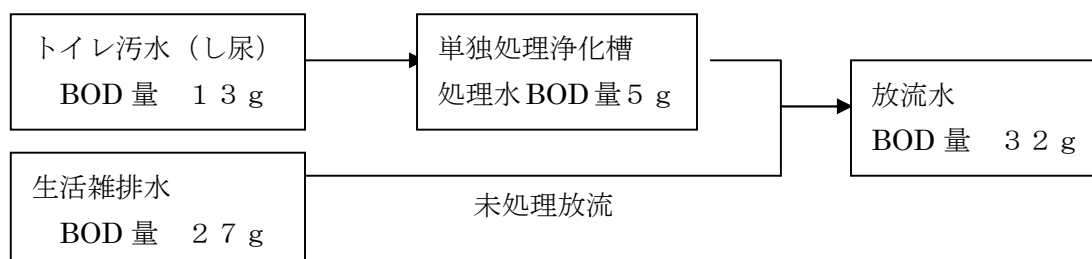 トイレ汚水（し尿）
BOD 量　１３ｇ
単独処理浄化槽
処理水 BOD 量５ｇ
放流水
BOD 量　３２ｇ
生活雑排水
BOD 量　２７ｇ
未処理放流